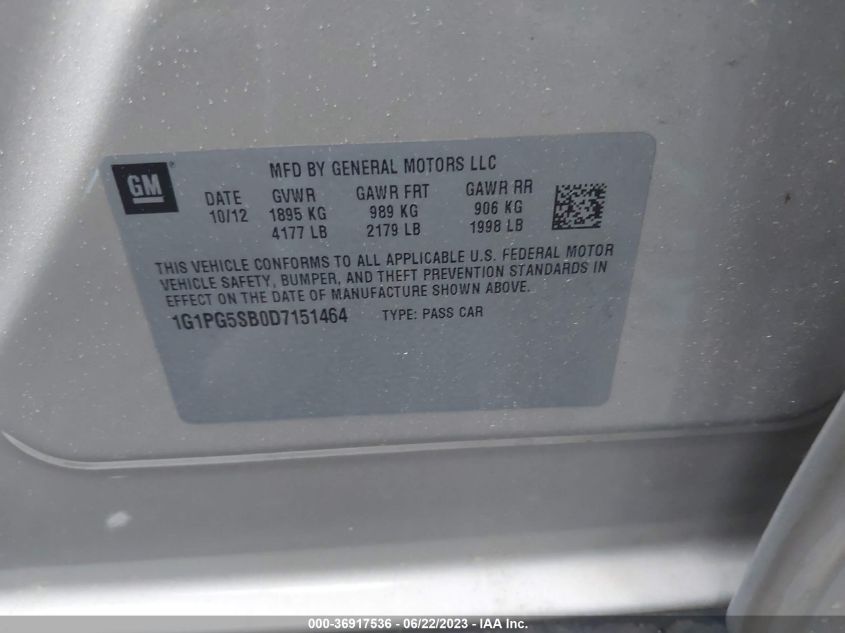 GM
MFD BY GENERAL MOTORS LLC
DATE GVWR GAWR FRT GAWR RR
10/12 1895 KG 989 KG 906 KG
4177 LB 2179 LB 1998 LB
THIS VEHICLE CONFORMS TO ALL APPLICABLE U.S. FEDERAL MOTOR
VEHICLE SAFETY, BUMPER, AND THEFT PREVENTION STANDARDS IN
EFFECT ON THE DATE OF MANUFACTURE SHOWN ABOVE.
1G1PG5SB0D7151464 TYPE: PASS CAR
000-36917536 - 06/22/2023 - IAA Inc.